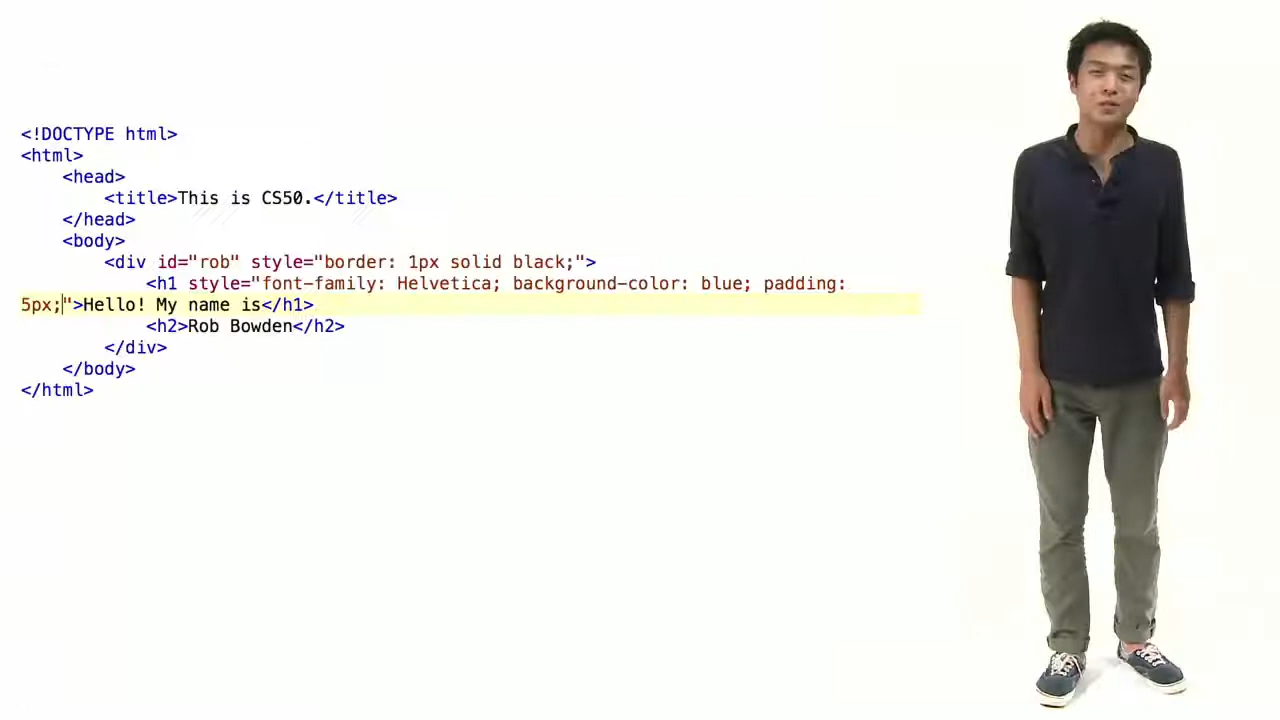 <!DOCTYPE html>
<html>
<head>
<title>This is CS50.</title>
</head>
<body>
<div id="rob" style="border: 1px solid black;">
<h1 style="font-family: Helvetica; background-color: blue; padding:
5px;">Hello! My name is</h1>
<h2>Rob Bowden</h2>
</div>
</body>
</html>